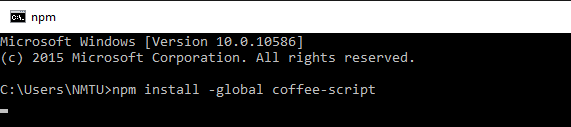 npm
Microsoft Windows [Version 10.0.10586]
(c) 2015 Microsoft Corporation. All rights reserved.
C:\Users\NMTU>npm install -global coffee-script